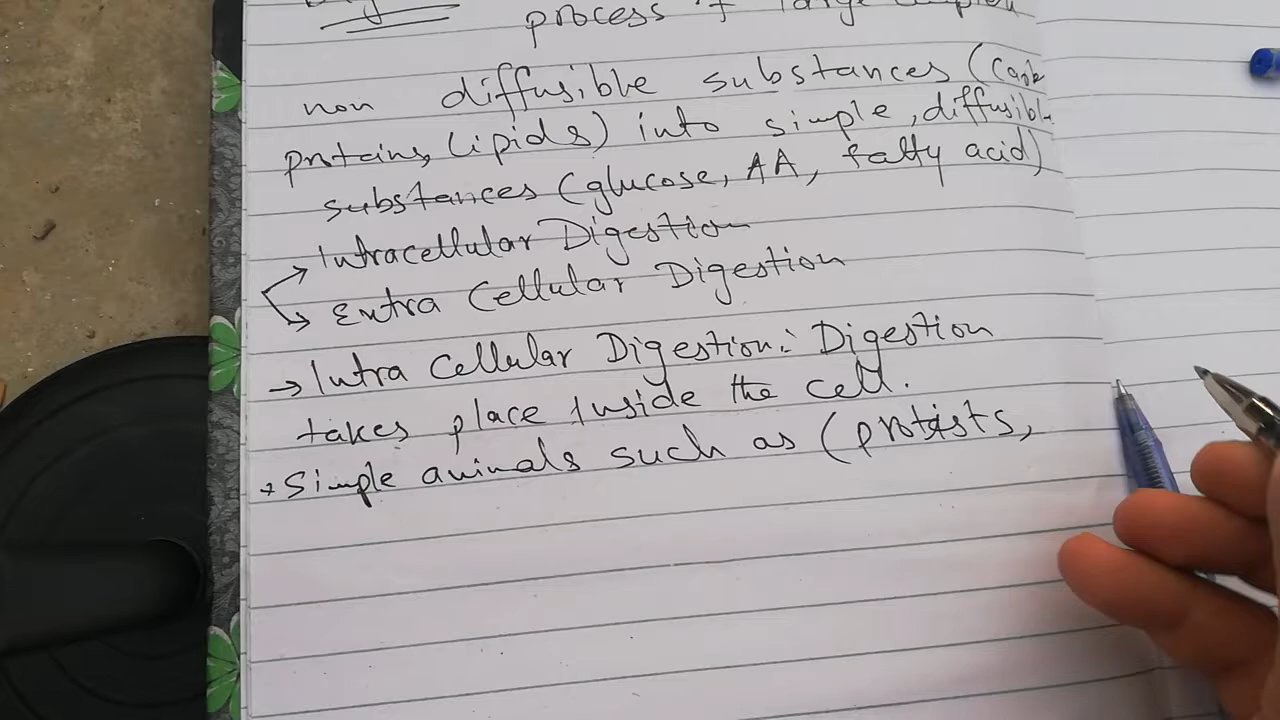 process of large complex
non diffusible substances (Carb
proteins, lipids) into simple, diffusible
substances (glucose, AA, fatty acid)
Intracellular Digestion
Extra Cellular Digestion
→ Intra Cellular Digestion: Digestion
takes place inside the cell.
→ Simple animals such as (protists,